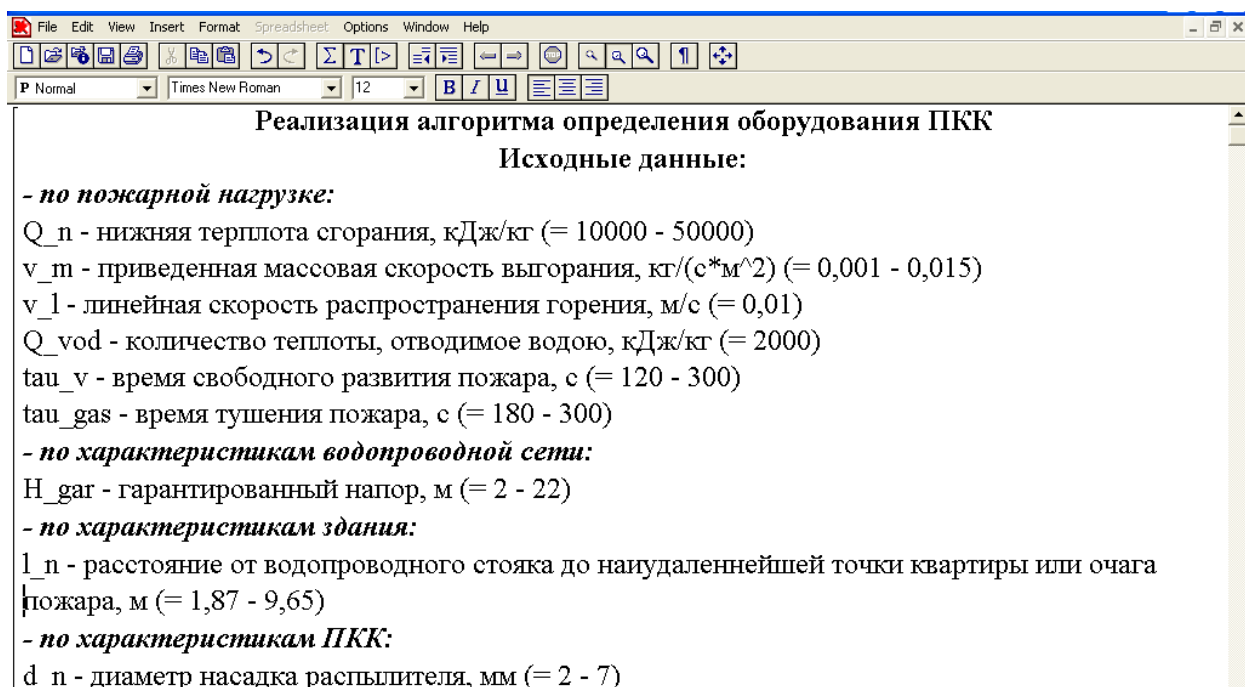 File Edit View Insert Format Spreadsheet Options Window Help
P Normal Times New Roman 12 B I U
Реализация алгоритма определения оборудования ПКК
Исходные данные:
- по пожарной нагрузке:
Q_n - нижняя терплота сгорания, кДж/кг (= 10000 - 50000)
v_m - приведенная массовая скорость выгорания, кг/(с*м^2) (= 0,001 - 0,015)
v_l - линейная скорость распространения горения, м/с (= 0,01)
Q_vod - количество теплоты, отводимое водою, кДж/кг (= 2000)
tau_v - время свободного развития пожара, с (= 120 - 300)
tau_gas - время тушения пожара, с (= 180 - 300)
- по характеристикам водопроводной сети:
H_gar - гарантированный напор, м (= 2 - 22)
- по характеристикам здания:
l_n - расстояние от водопроводного стояка до наиудаленнейшей точки квартиры или очага
пожара, м (= 1,87 - 9,65)
- по характеристикам ПКК:
d_n - диаметр насадка распылителя, мм (= 2 - 7)